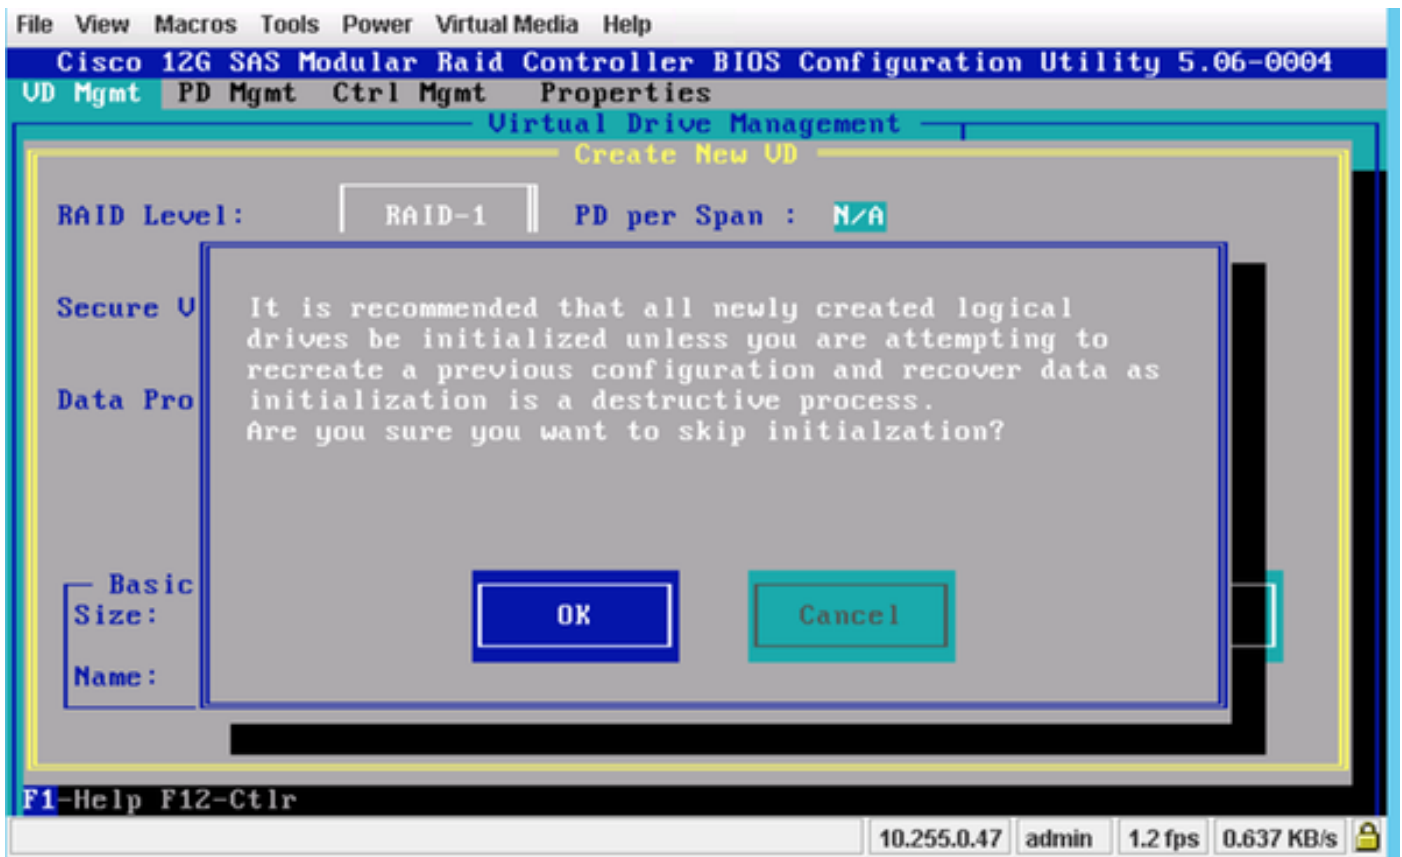 File View Macros Tools Power Virtual Media Help
Cisco 12G SAS Modular Raid Controller BIOS Configuration Utility 5.06-0004
VD Mgmt PD Mgmt Ctrl Mgmt Properties
Virtual Drive Management
Create New VD
RAID Level: RAID-1 PD per Span : N/A
Secure V
It is recommended that all newly created logical
drives be initialized unless you are attempting to
recreate a previous configuration and recover data as
Data Pro
initialization is a destructive process.
Are you sure you want to skip initialzation?
Basic
Size:
OK Cancel
Name:
F1-Help F12-Ctlr
10.255.0.47 admin 1.2 fps 0.637 KB/s